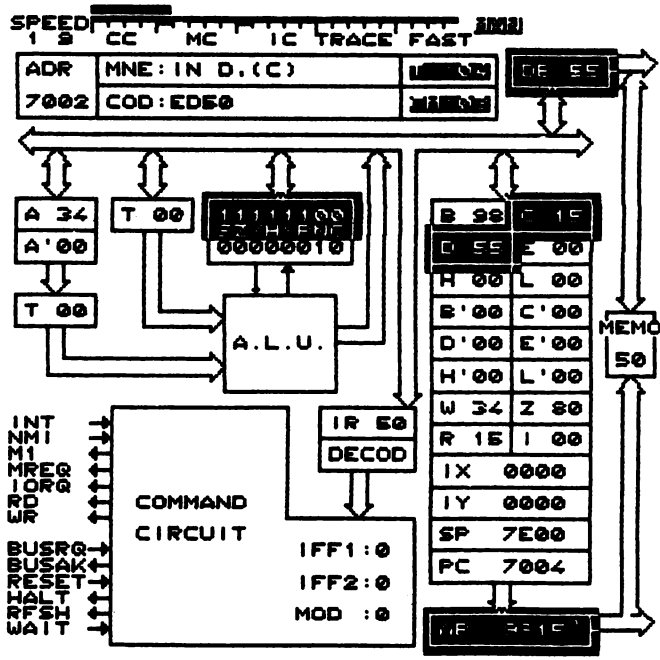 SPEED
1 9 CC MC IC TRACE FAST
ADR MNE:IN D,(C)
7002 COD:ED50
DB 55
A 34 T 00 11111100
A'00 00000010
T 00
A.L.U.
B 98 C 15
D 55 E 00
H 00 L 00
B'00 C'00
D'00 E'00
H'00 L'00
W 34 Z 80
R 15 I 00
IX 0000
IY 0000
SP 7E00
PC 7004
MEMO
50
IR 50
DECOD
INT
NMI
M1
MREQ
IORQ
RD
WR
BUSRQ
BUSAK
RESET
HALT
RFSH
WAIT
COMMAND
CIRCUIT
IFF1:0
IFF2:0
MOD :0